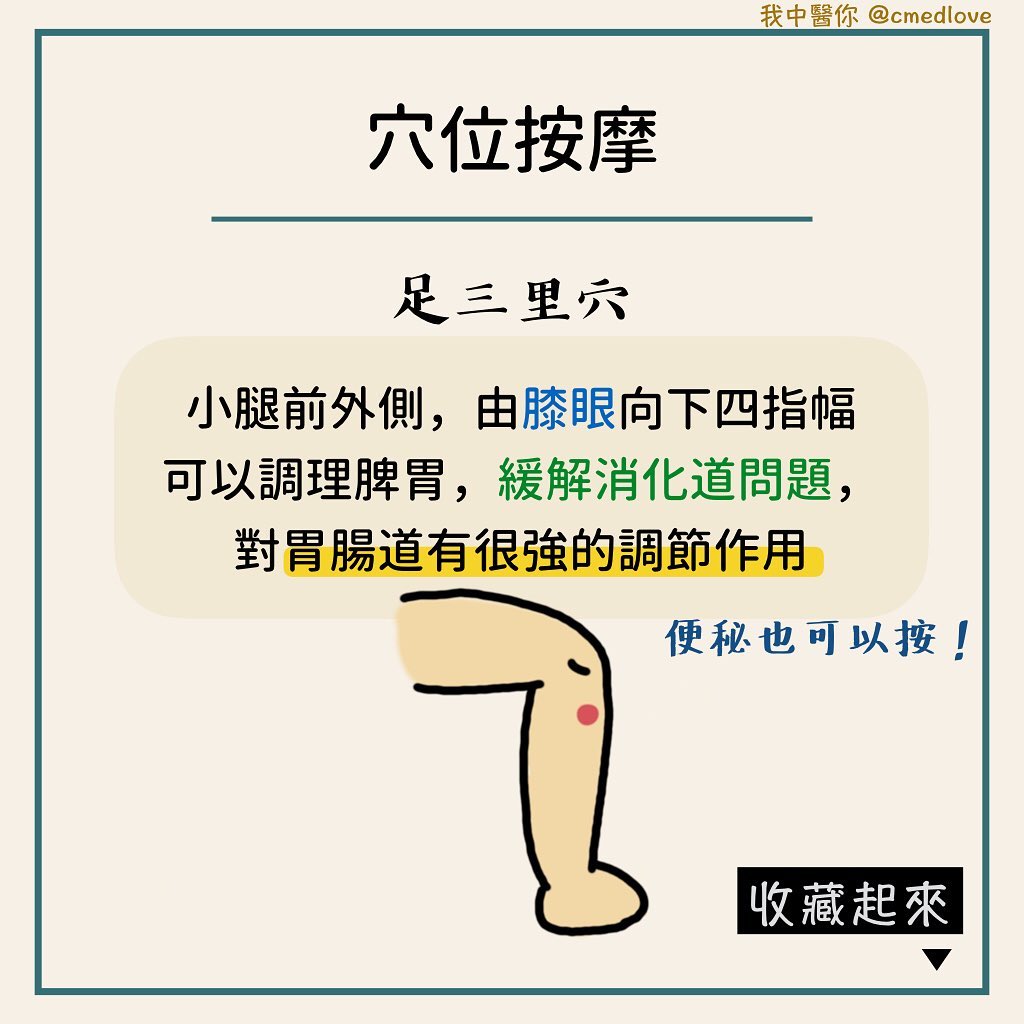 我中醫你 @cmedlove
穴位按摩
足三里穴
小腿前外側，由膝眼向下四指幅
可以調理脾胃，緩解消化道問題，
對胃腸道有很強的調節作用
便秘也可以按！
收藏起來